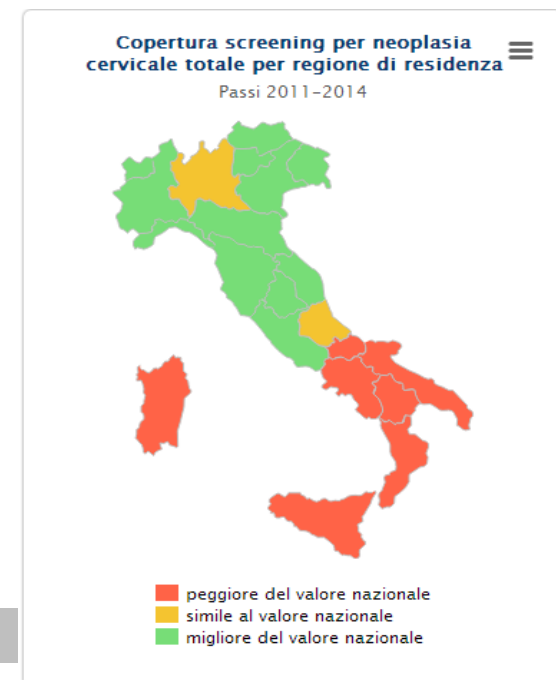 Copertura screening per neoplasia
cervicale totale per regione di residenza
Passi 2011-2014
peggiore del valore nazionale
simile al valore nazionale
migliore del valore nazionale